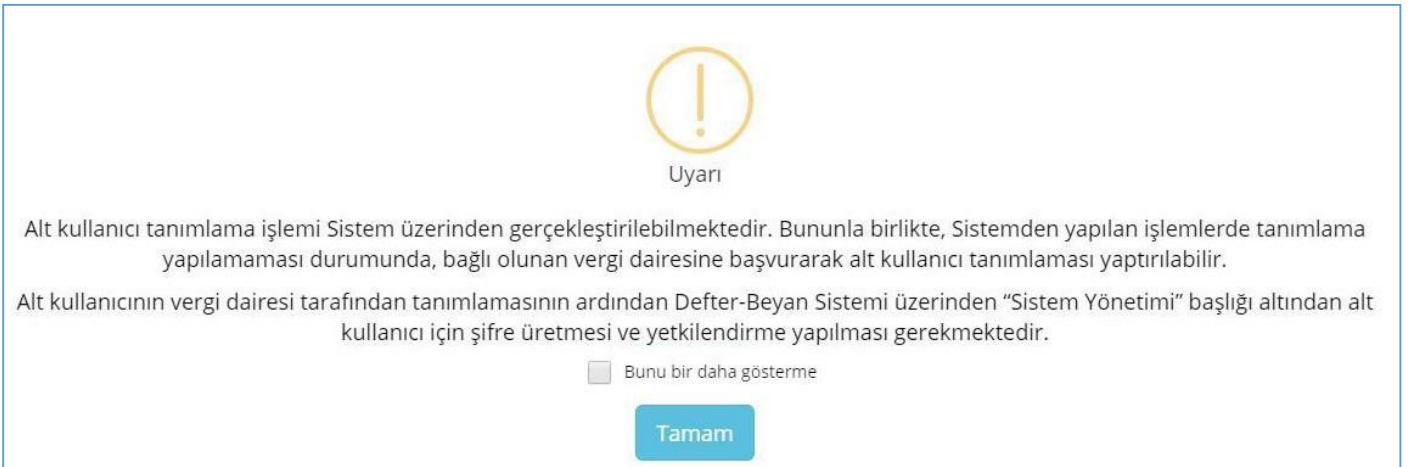 Uyarı
Alt kullanıcı tanımlama işlemi Sistem üzerinden gerçekleştirilebilmektedir. Bununla birlikte, Sistemden yapılan işlemlerde tanımlama
yapılamaması durumunda, bağlı olunan vergi dairesine başvurarak alt kullanıcı tanımlaması yaptırılabilir.
Alt kullanıcının vergi dairesi tarafından tanımlamasının ardından Defter-Beyan Sistemi üzerinden “Sistem Yönetimi” başlığı altından alt
kullanıcı için şifre üretmesi ve yetkilendirme yapılması gerekmektedir.
Bunu bir daha gösterme
Tamam